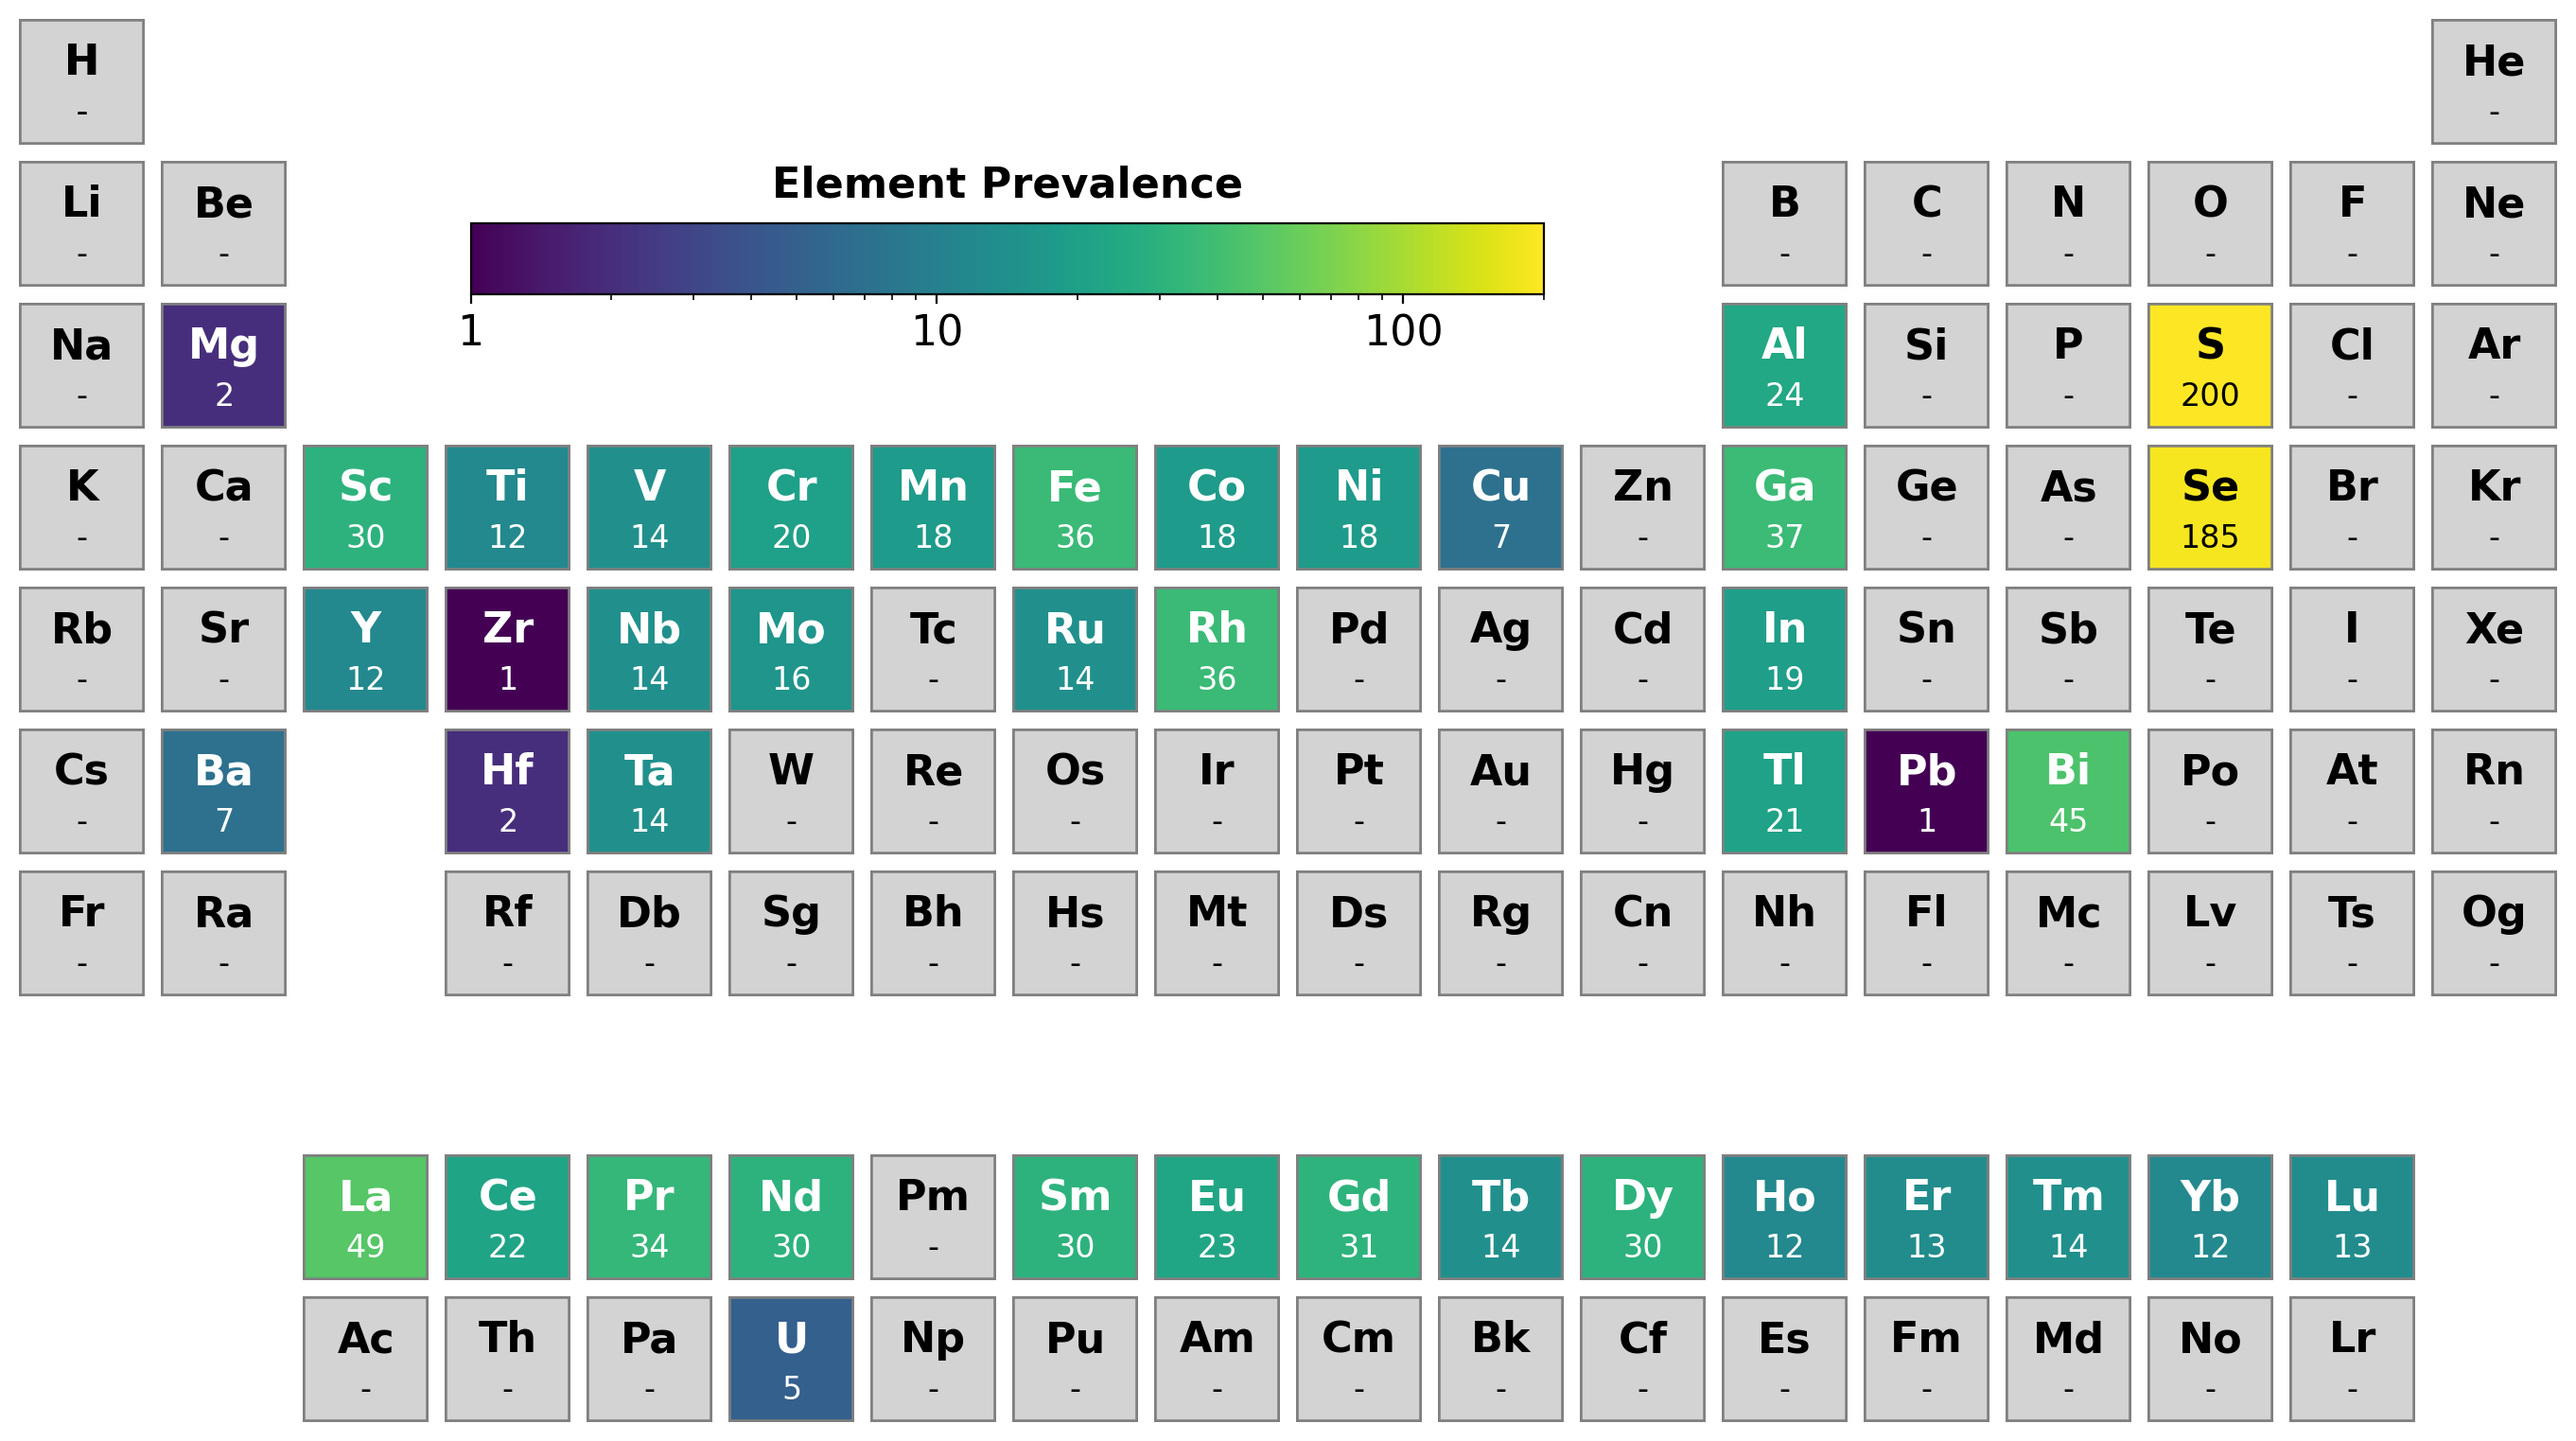 H He
- -
Element Prevalence
Li Be B C N O F Ne
- - - - - - - -
1 10 100
Na Mg Al Si P S Cl Ar
- 2 24 - - 200 - -
K Ca Sc Ti V Cr Mn Fe Co Ni Cu Zn Ga Ge As Se Br Kr
- - 30 12 14 20 18 36 18 18 7 - 37 - - 185 - -
Rb Sr Y Zr Nb Mo Tc Ru Rh Pd Ag Cd In Sn Sb Te I Xe
- - 12 1 14 16 - 14 36 - - - 19 - - - - -
Cs Ba Hf Ta W Re Os Ir Pt Au Hg Tl Pb Bi Po At Rn
- 7 2 14 - - - - - - - 21 1 45 - - -
Fr Ra Rf Db Sg Bh Hs Mt Ds Rg Cn Nh Fl Mc Lv Ts Og
- - - - - - - - - - - - - - - - -
La Ce Pr Nd Pm Sm Eu Gd Tb Dy Ho Er Tm Yb Lu
49 22 34 30 - 30 23 31 14 30 12 13 14 12 13
Ac Th Pa U Np Pu Am Cm Bk Cf Es Fm Md No Lr
- - - 5 - - - - - - - - - - -